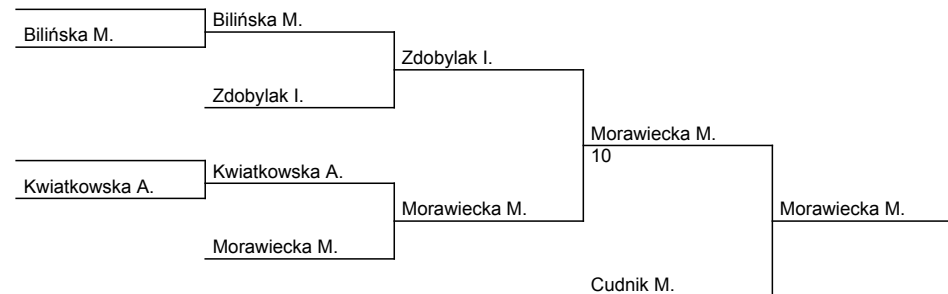 Bilińska M.
Bilińska M.
Zdobylak I.
Zdobylak I.
Morawiecka M.
10
Kwiatkowska A.
Kwiatkowska A.
Morawiecka M.
Morawiecka M.
Morawiecka M.
Cudnik M.